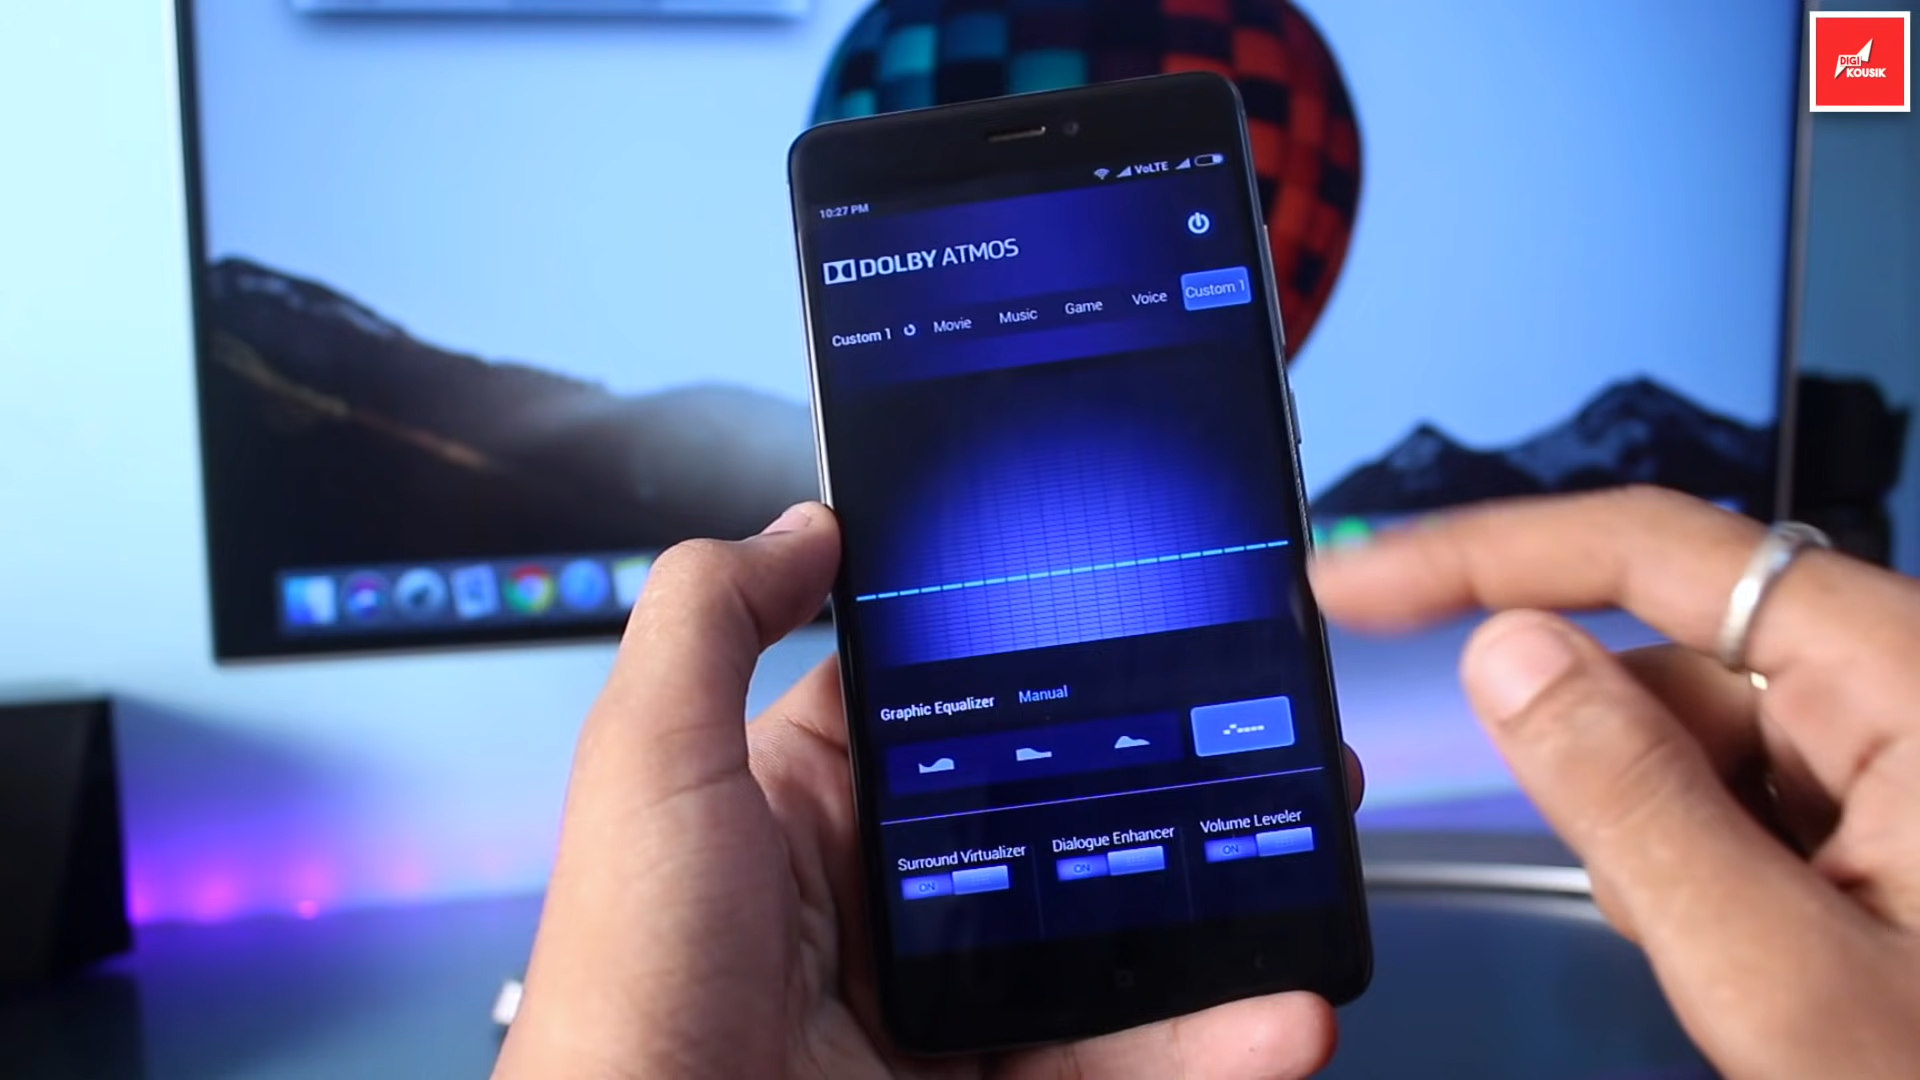 DIGI
KOUSIK
VoLTE
10:27 PM
DOLBY ATMOS
Custom 1 Movie Music Game Voice Custom 1
Graphic Equalizer Manual
Surround Virtualizer Dialogue Enhancer Volume Leveler
ON ON ON